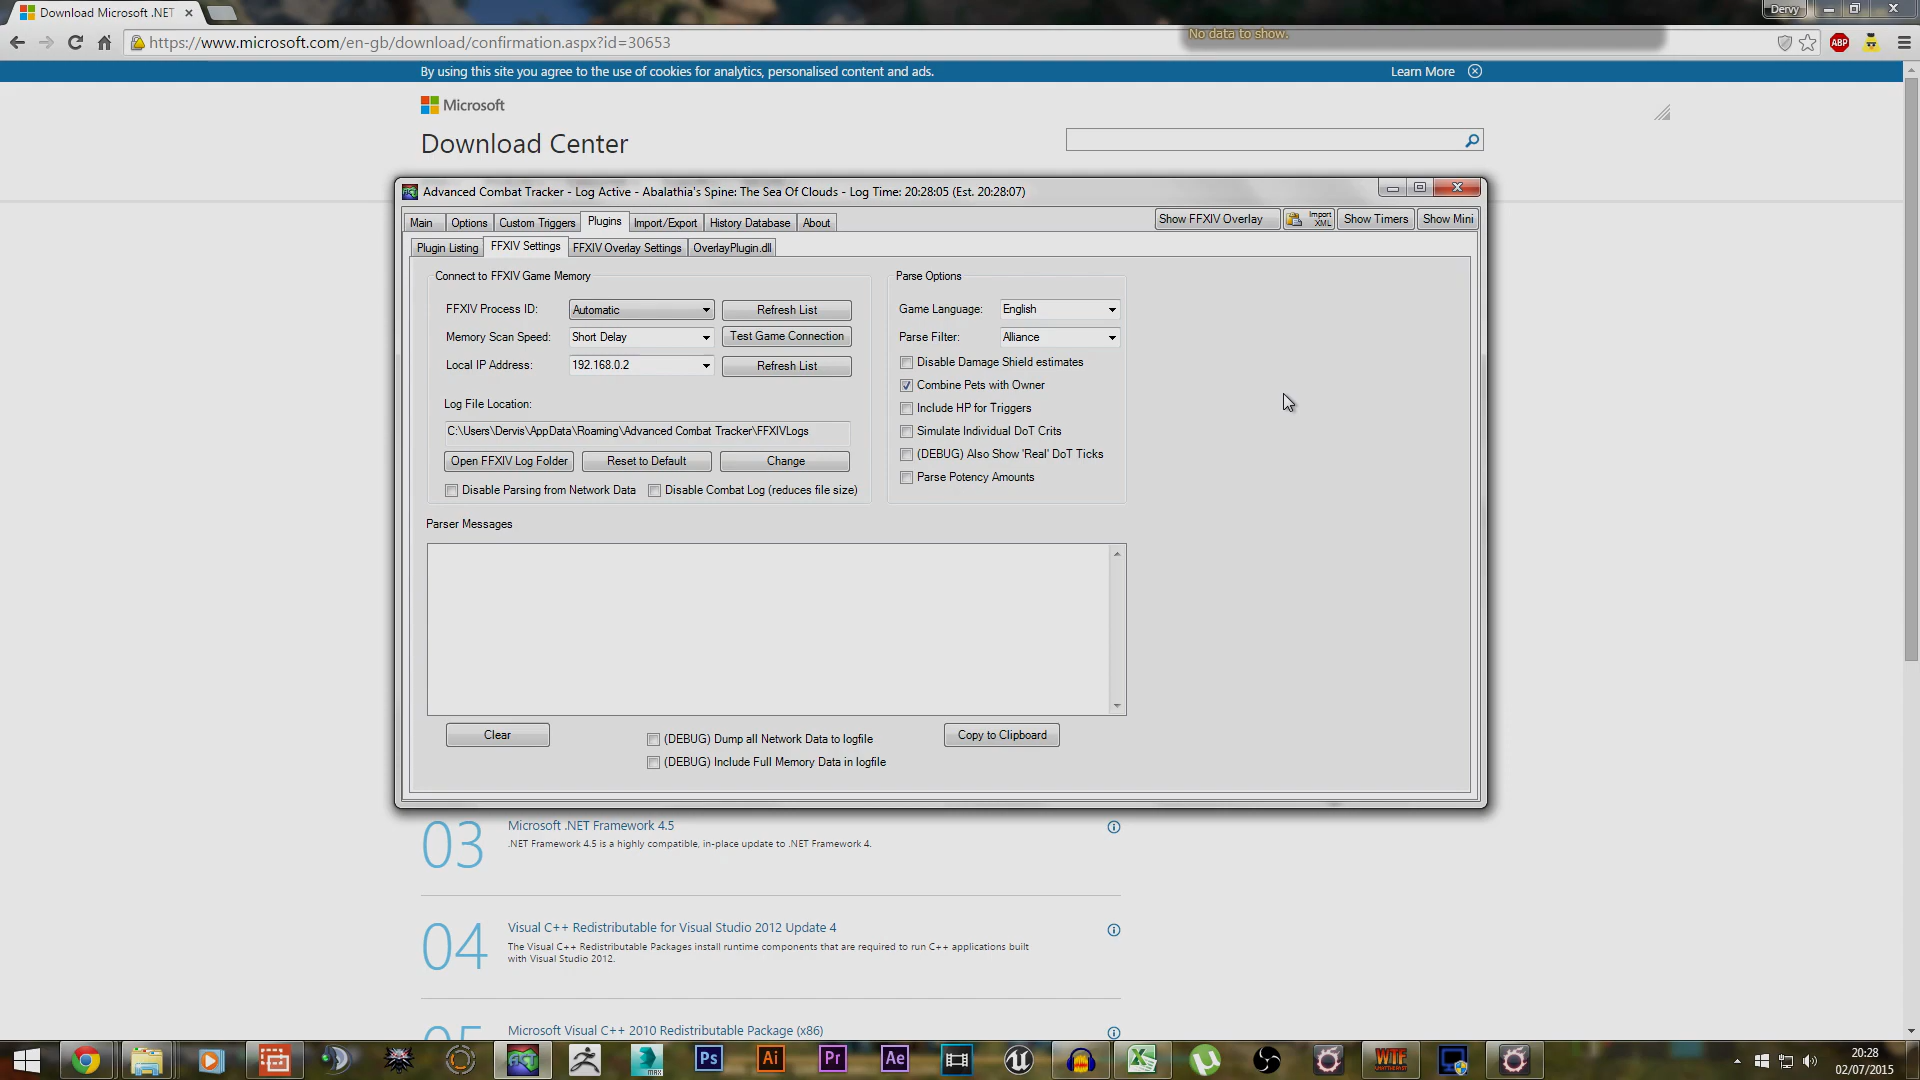 Download Microsoft .NET
Dervy
https://www.microsoft.com/en-gb/download/confirmation.aspx?id=30653
No data to show.
ABP
By using this site you agree to the use of cookies for analytics, personalised content and ads.
Learn More
Microsoft
Download Center
Advanced Combat Tracker - Log Active - Abalathia's Spine: The Sea Of Clouds - Log Time: 20:28:05 (Est. 20:28:07)
Main Options Custom Triggers Plugins Import/Export History Database About
Show FFXIV Overlay Import XML Show Timers Show Mini
Plugin Listing FFXIV Settings FFXIV Overlay Settings OverlayPlugin.dll
Connect to FFXIV Game Memory
FFXIV Process ID: Automatic Refresh List
Memory Scan Speed: Short Delay Test Game Connection
Local IP Address: 192.168.0.2 Refresh List
Log File Location:
C:\Users\Dervis\AppData\Roaming\Advanced Combat Tracker\FFXIVLogs
Open FFXIV Log Folder Reset to Default Change
Disable Parsing from Network Data Disable Combat Log (reduces file size)
Parse Options
Game Language: English
Parse Filter: Alliance
Disable Damage Shield estimates
Combine Pets with Owner
Include HP for Triggers
Simulate Individual DoT Crits
(DEBUG) Also Show 'Real' DoT Ticks
Parse Potency Amounts
Parser Messages
Clear
(DEBUG) Dump all Network Data to logfile
(DEBUG) Include Full Memory Data in logfile
Copy to Clipboard
03
Microsoft .NET Framework 4.5
.NET Framework 4.5 is a highly compatible, in-place update to .NET Framework 4.
04
Visual C++ Redistributable for Visual Studio 2012 Update 4
The Visual C++ Redistributable Packages install runtime components that are required to run C++ applications built
with Visual Studio 2012.
05
Microsoft Visual C++ 2010 Redistributable Package (x86)
ACT
MAX
Ps
Ai
Pr
Ae
WTF
20:28
02/07/2015